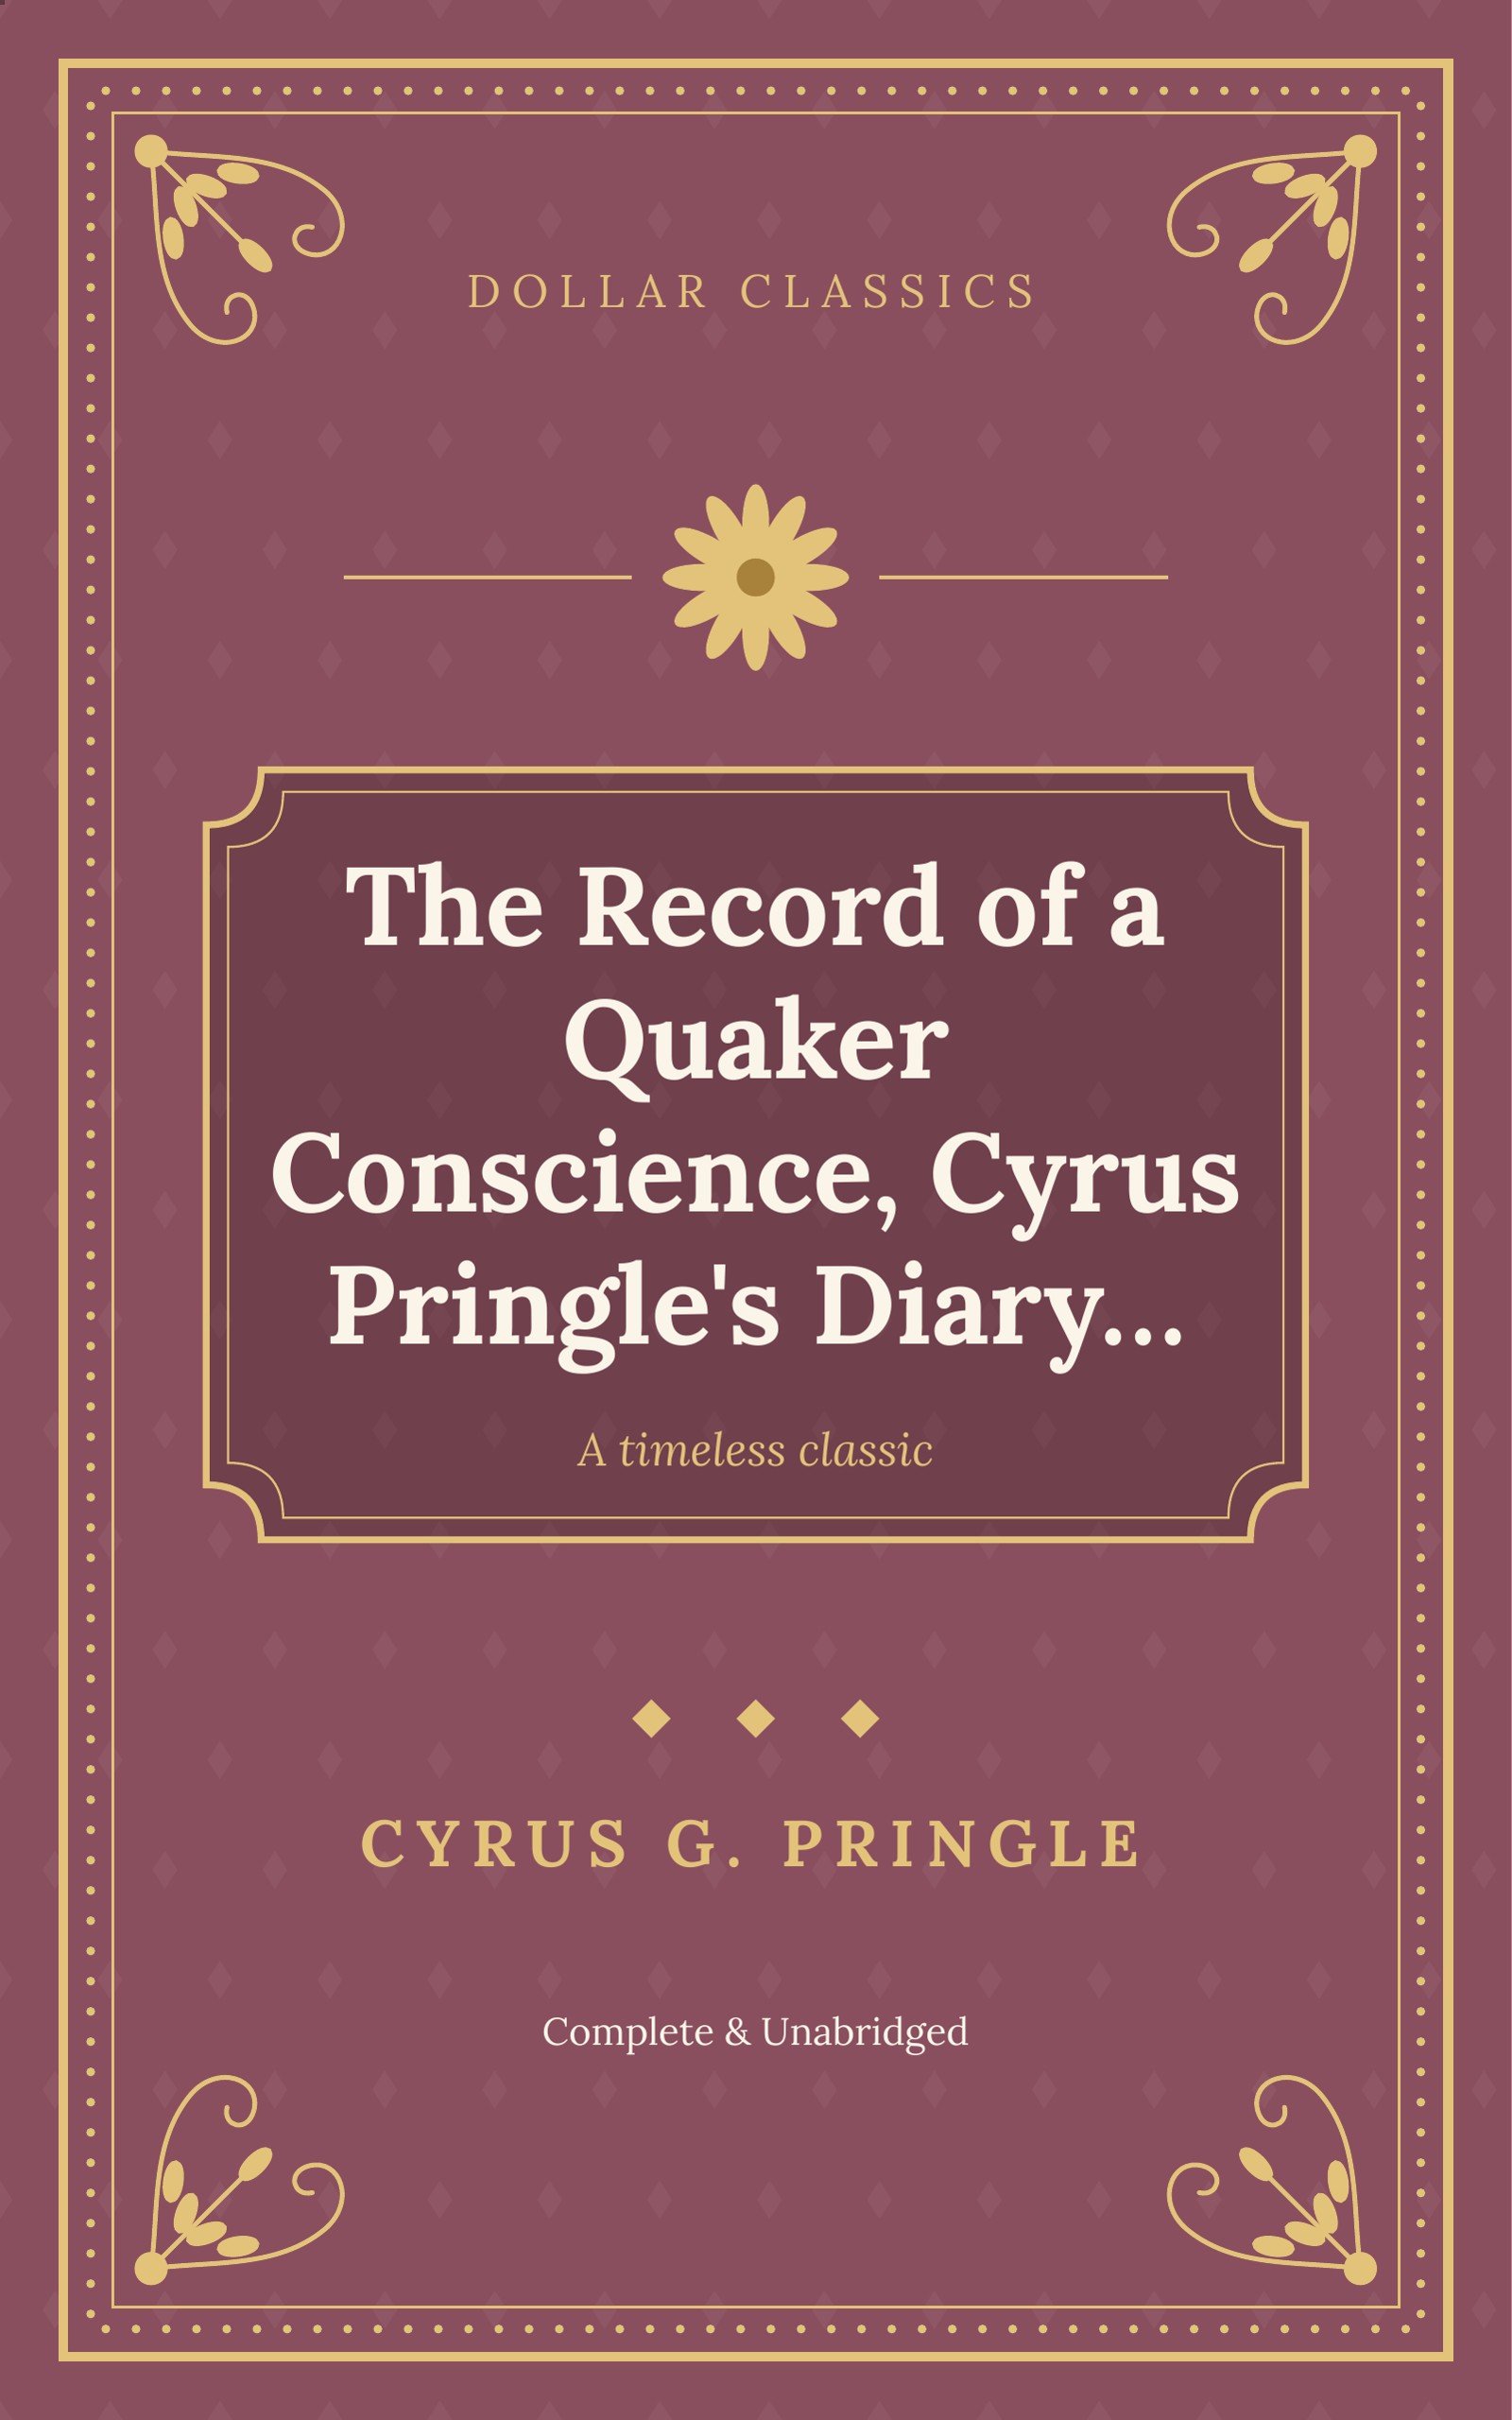 DOLLAR CLASSICS
The Record of a
Quaker
Conscience, Cyrus
Pringle's Diary...
A timeless classic
CYRUS G. PRINGLE
Complete & Unabridged